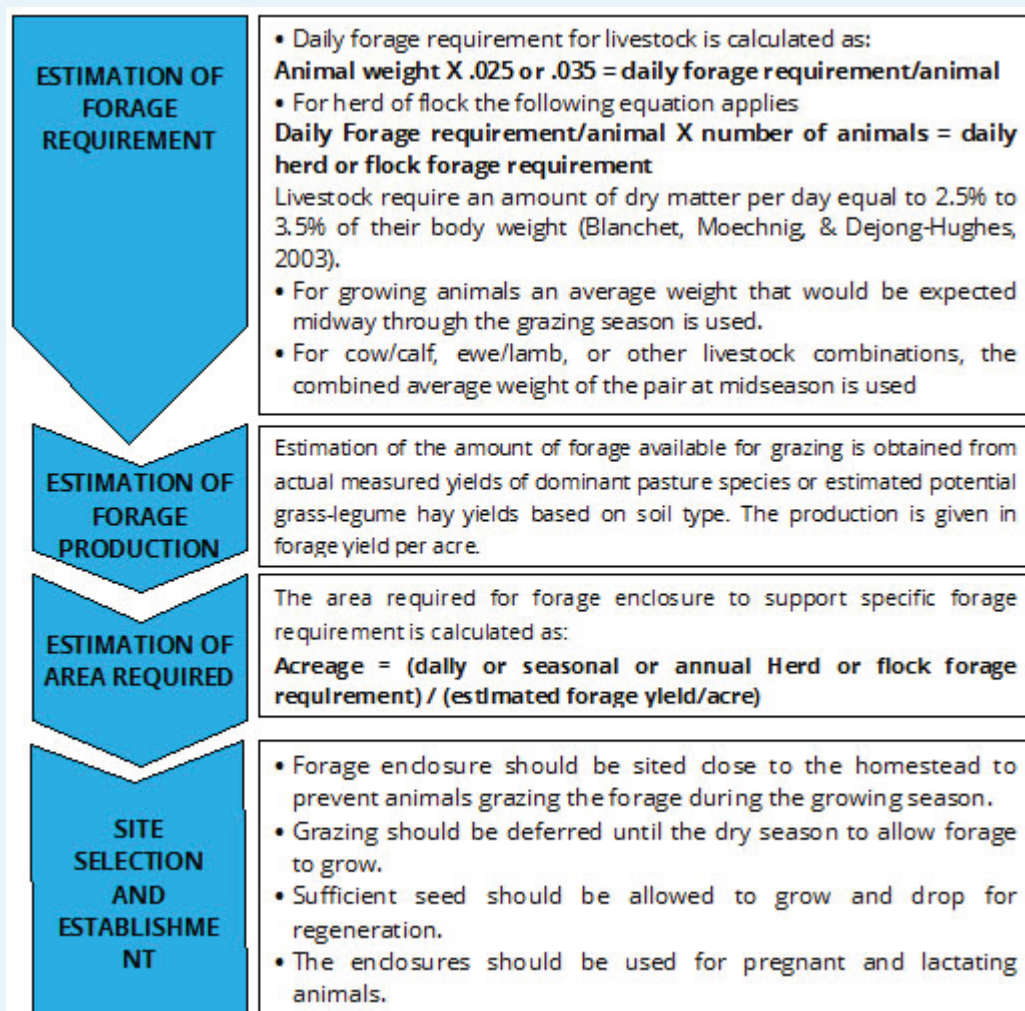 ESTIMATION OF
FORAGE
REQUIREMENT
• Daily forage requirement for livestock is calculated as:
Animal weight X .025 or .035 = daily forage requirement/animal
• For herd of flock the following equation applies
Daily Forage requirement/animal X number of animals = daily
herd or flock forage requirement
Livestock require an amount of dry matter per day equal to 2.5% to
3.5% of their body weight (Blanchet, Moechnig, & Dejong-Hughes,
2003).
• For growing animals an average weight that would be expected
midway through the grazing season is used.
• For cow/calf, ewe/lamb, or other livestock combinations, the
combined average weight of the pair at midseason is used
ESTIMATION OF
FORAGE
PRODUCTION
Estimation of the amount of forage available for grazing is obtained from
actual measured yields of dominant pasture species or estimated potential
grass-legume hay yields based on soil type. The production is given in
forage yield per acre.
ESTIMATION OF
AREA REQUIRED
The area required for forage enclosure to support specific forage
requirement is calculated as:
Acreage = (daily or seasonal or annual Herd or flock forage
requirement) / (estimated forage yield/acre)
SITE
SELECTION
AND
ESTABLISHME
NT
• Forage enclosure should be sited close to the homestead to
prevent animals grazing the forage during the growing season.
• Grazing should be deferred until the dry season to allow forage
to grow.
• Sufficient seed should be allowed to grow and drop for
regeneration.
• The enclosures should be used for pregnant and lactating
animals.